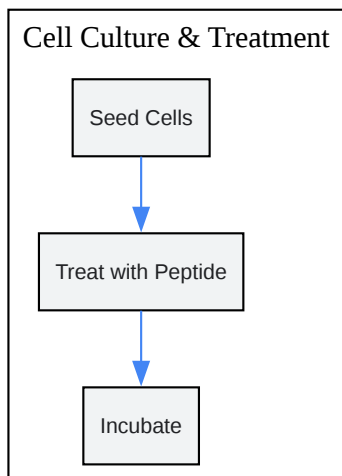 Cell Culture & Treatment
Seed Cells
Treat with Peptide
Incubate